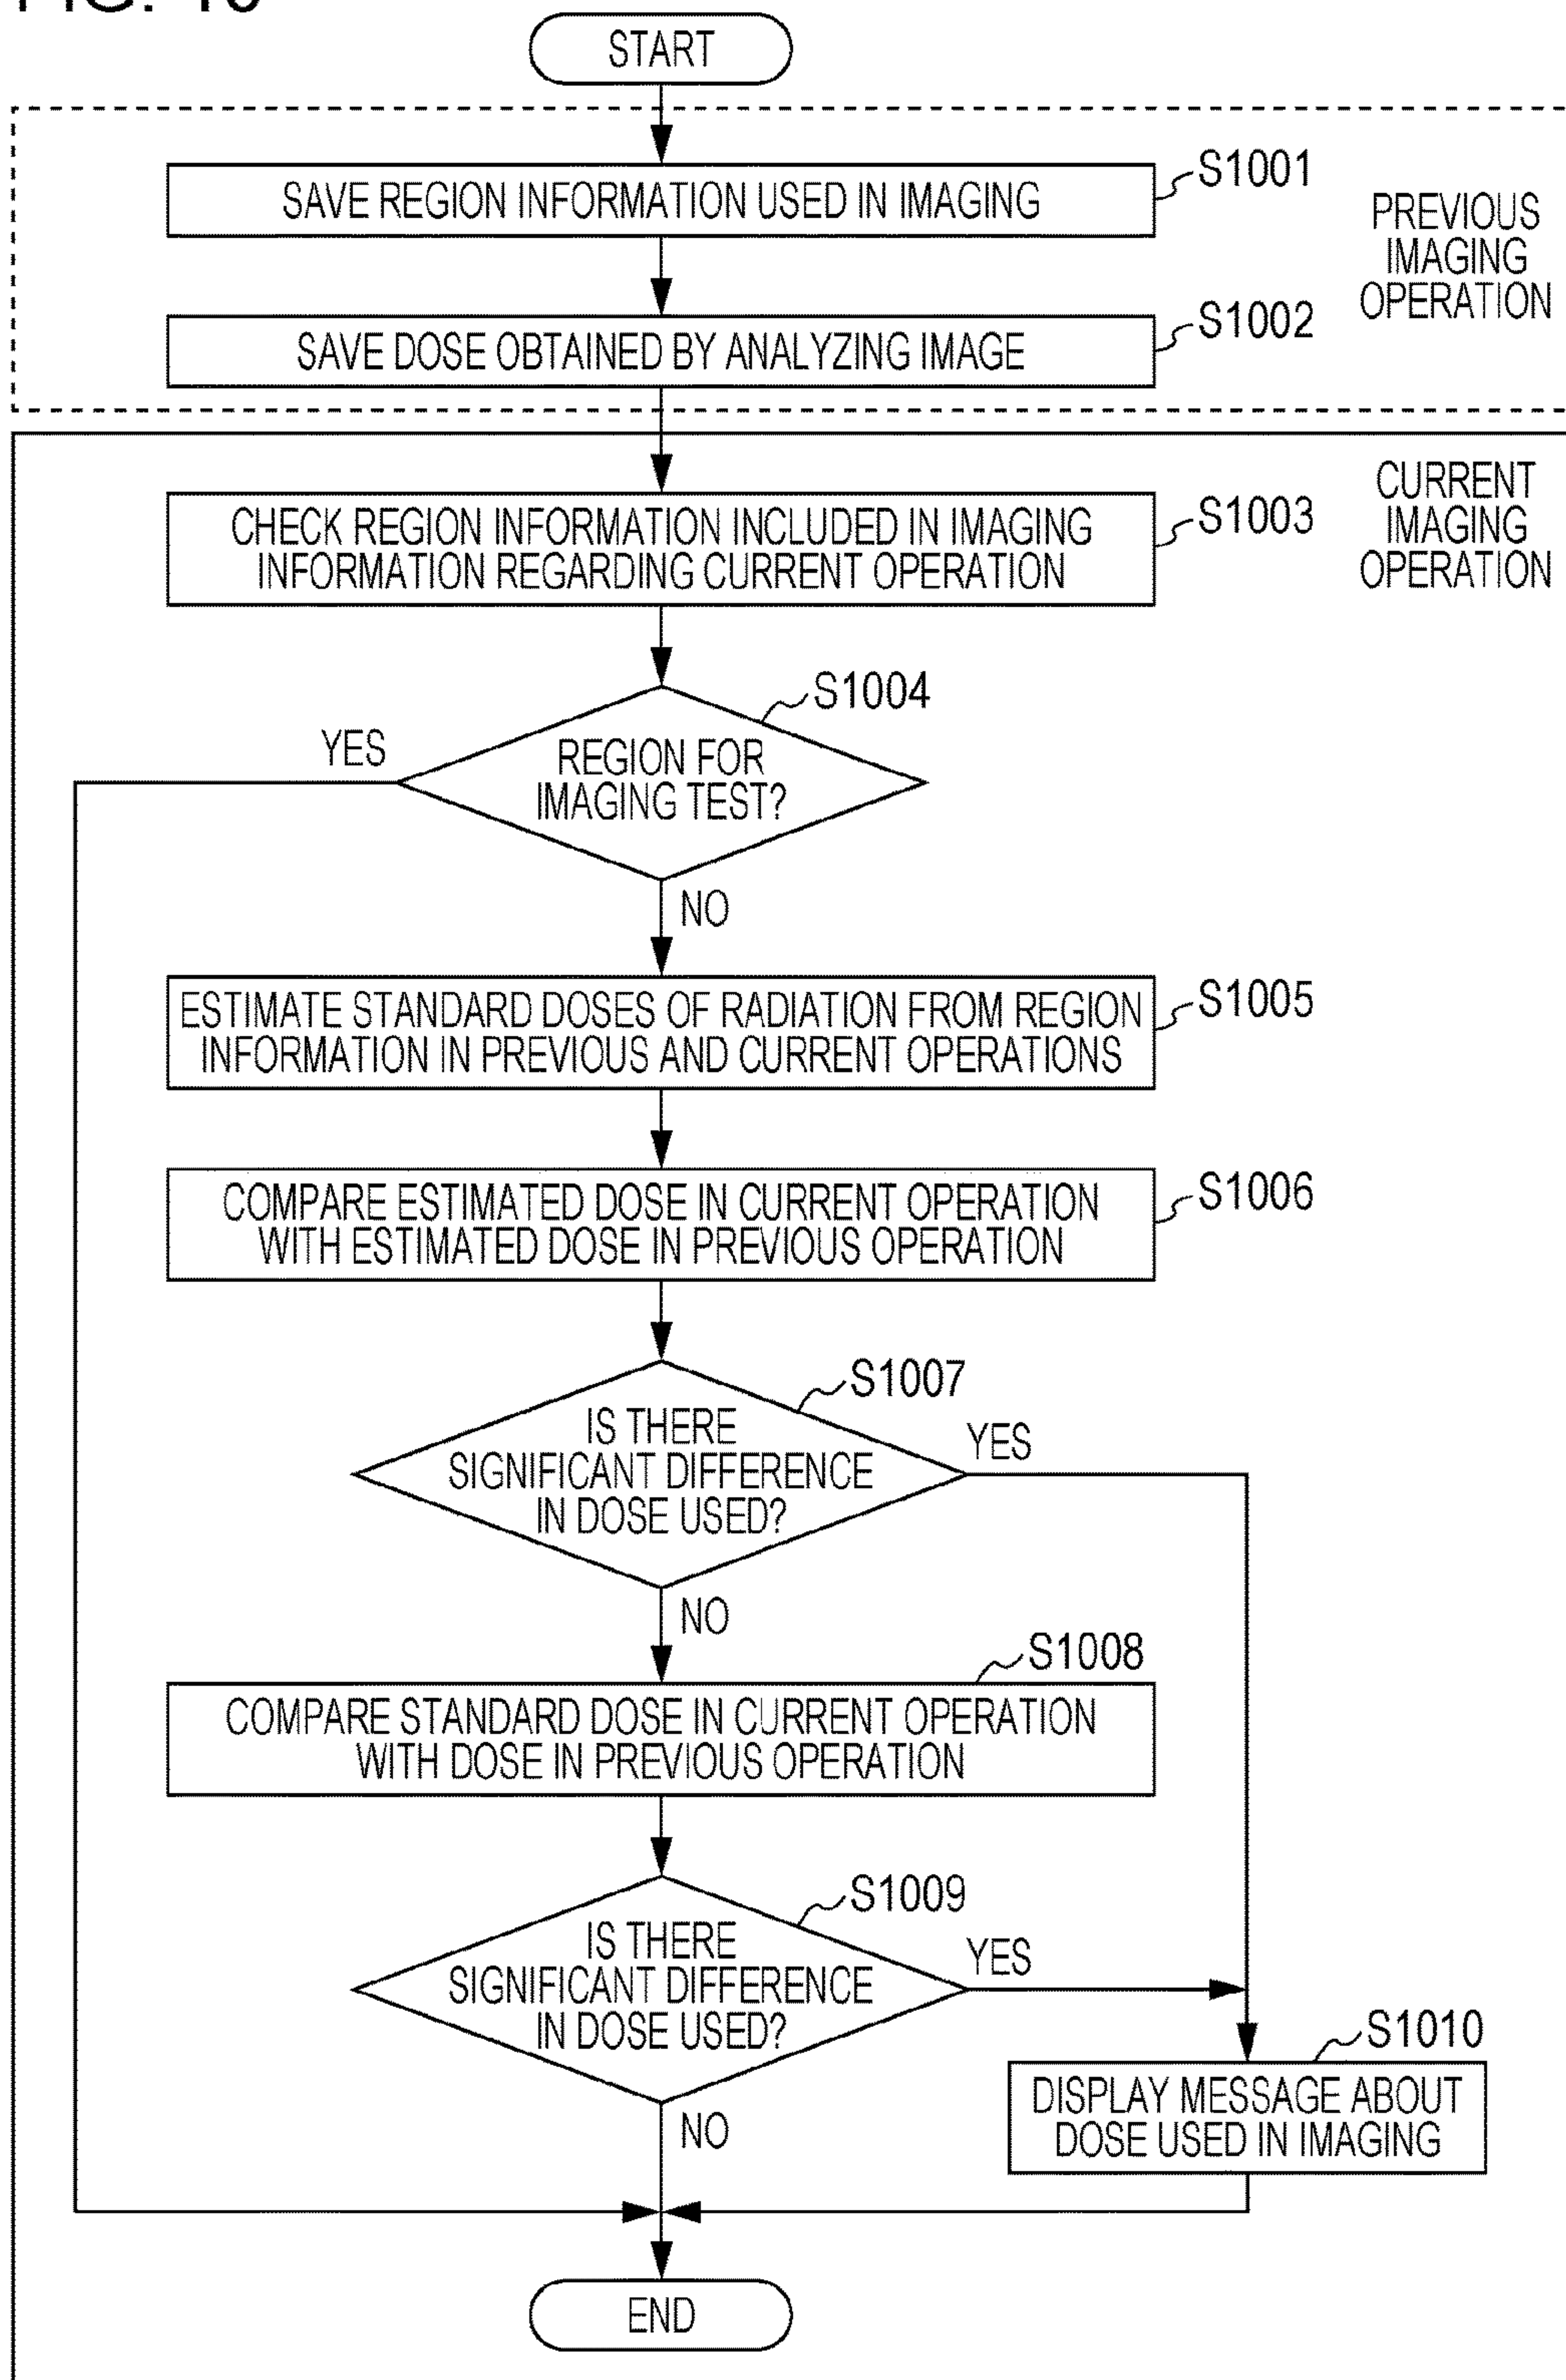 START
SAVE REGION INFORMATION USED IN IMAGING
S1001
PREVIOUS
IMAGING
OPERATION
SAVE DOSE OBTAINED BY ANALYZING IMAGE
S1002
CURRENT
IMAGING
OPERATION
CHECK REGION INFORMATION INCLUDED IN IMAGING
INFORMATION REGARDING CURRENT OPERATION
S1003
S1004
YES
REGION FOR
IMAGING TEST?
NO
ESTIMATE STANDARD DOSES OF RADIATION FROM REGION
INFORMATION IN PREVIOUS AND CURRENT OPERATIONS
S1005
COMPARE ESTIMATED DOSE IN CURRENT OPERATION
WITH ESTIMATED DOSE IN PREVIOUS OPERATION
S1006
S1007
IS THERE
SIGNIFICANT DIFFERENCE
IN DOSE USED?
YES
NO
S1008
COMPARE STANDARD DOSE IN CURRENT OPERATION
WITH DOSE IN PREVIOUS OPERATION
S1009
IS THERE
SIGNIFICANT DIFFERENCE
IN DOSE USED?
YES
NO
S1010
DISPLAY MESSAGE ABOUT
DOSE USED IN IMAGING
END